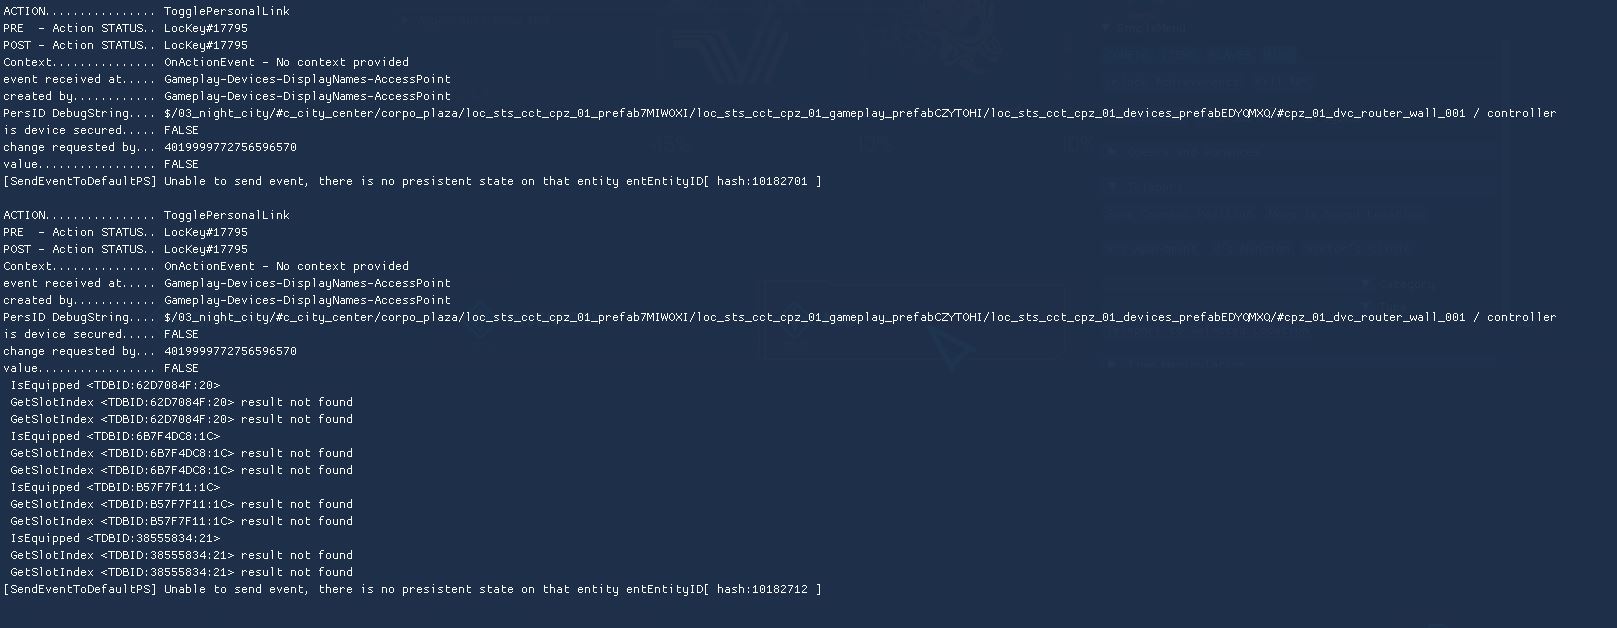 ACTION................ TogglePersonalLink
PRE  - Action STATUS.. LocKey#17795
POST - Action STATUS.. LocKey#17795
Context............... OnActionEvent - No context provided
event received at..... Gameplay-Devices-DisplayNames-AccessPoint
created by............ Gameplay-Devices-DisplayNames-AccessPoint
PersID DebugString.... $/03_night_city/#c_city_center/corpo_plaza/loc_sts_cct_cpz_01_prefab7MIWOXI/loc_sts_cct_cpz_01_gameplay_prefabCZYTOHI/loc_sts_cct_cpz_01_devices_prefabEDYQMXQ/#cpz_01_dvc_router_wall_001 / controller
is device secured..... FALSE
change requested by... 4019999772756596570
value................. FALSE
[SendEventToDefaultPS] Unable to send event, there is no presistent state on that entity entEntityID[ hash:10182701 ]
ACTION................ TogglePersonalLink
PRE  - Action STATUS.. LocKey#17795
POST - Action STATUS.. LocKey#17795
Context............... OnActionEvent - No context provided
event received at..... Gameplay-Devices-DisplayNames-AccessPoint
created by............ Gameplay-Devices-DisplayNames-AccessPoint
PersID DebugString.... $/03_night_city/#c_city_center/corpo_plaza/loc_sts_cct_cpz_01_prefab7MIWOXI/loc_sts_cct_cpz_01_gameplay_prefabCZYTOHI/loc_sts_cct_cpz_01_devices_prefabEDYQMXQ/#cpz_01_dvc_router_wall_001 / controller
is device secured..... FALSE
change requested by... 4019999772756596570
value................. FALSE
IsEquipped <TDBID:62D7084F:20>
GetSlotIndex <TDBID:62D7084F:20> result not found
GetSlotIndex <TDBID:62D7084F:20> result not found
IsEquipped <TDBID:6B7F4DC8:1C>
GetSlotIndex <TDBID:6B7F4DC8:1C> result not found
GetSlotIndex <TDBID:6B7F4DC8:1C> result not found
IsEquipped <TDBID:B57F7F11:1C>
GetSlotIndex <TDBID:B57F7F11:1C> result not found
GetSlotIndex <TDBID:B57F7F11:1C> result not found
IsEquipped <TDBID:38555834:21>
GetSlotIndex <TDBID:38555834:21> result not found
GetSlotIndex <TDBID:38555834:21> result not found
[SendEventToDefaultPS] Unable to send event, there is no presistent state on that entity entEntityID[ hash:10182712 ]